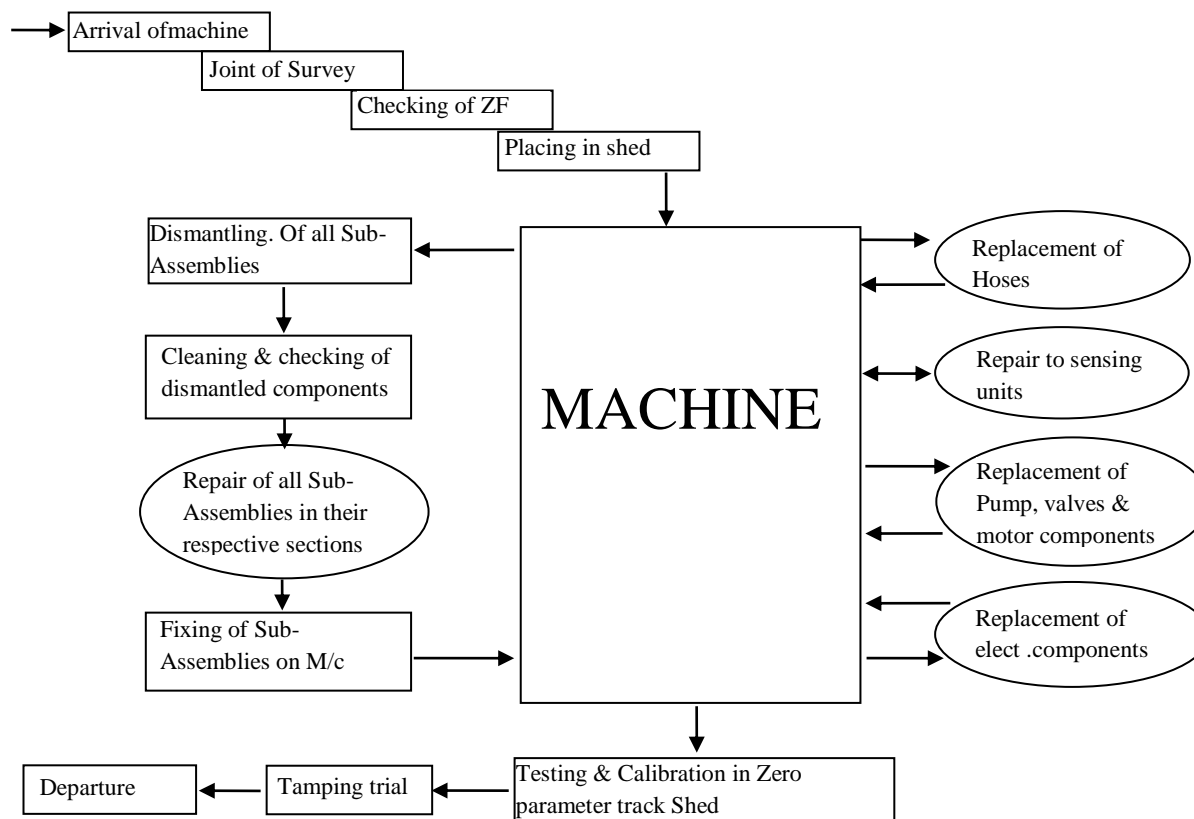 Arrival ofmachine
Joint of Survey
Checking of ZF
Placing in shed
Dismantling. Of all Sub-
Assemblies
Cleaning & checking of
dismantled components
Repair of all Sub-
Assemblies in their
respective sections
Fixing of Sub-
Assemblies on M/c
MACHINE
Replacement of
Hoses
Repair to sensing
units
Replacement of
Pump, valves &
motor components
Replacement of
elect .components
Testing & Calibration in Zero
parameter track Shed
Tamping trial
Departure